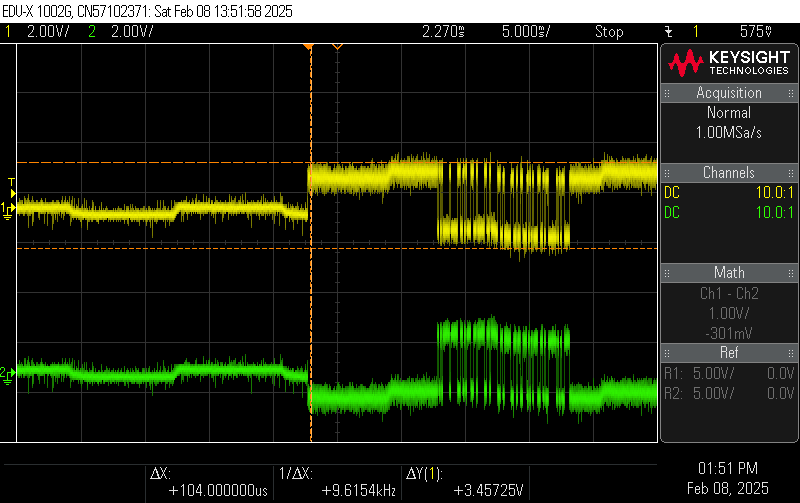 EDU-X 1002G, CN57102371: Sat Feb 08 13:51:58 2025
1 2.00V/ 2 2.00V/ 2.270s 5.000s/ Stop 1 575mV
KEYSIGHT
TECHNOLOGIES
Acquisition
Normal
1.00MSa/s
Channels
DC 10.0:1
DC 10.0:1
Math
Ch1 - Ch2
1.00V/
-301mV
Ref
R1: 5.00V/ 0.0V
R2: 5.00V/ 0.0V
T
1
2
ΔX:
+104.000000us
1/ΔX:
+9.6154kHz
ΔY(1):
+3.45725V
01:51 PM
Feb 08, 2025